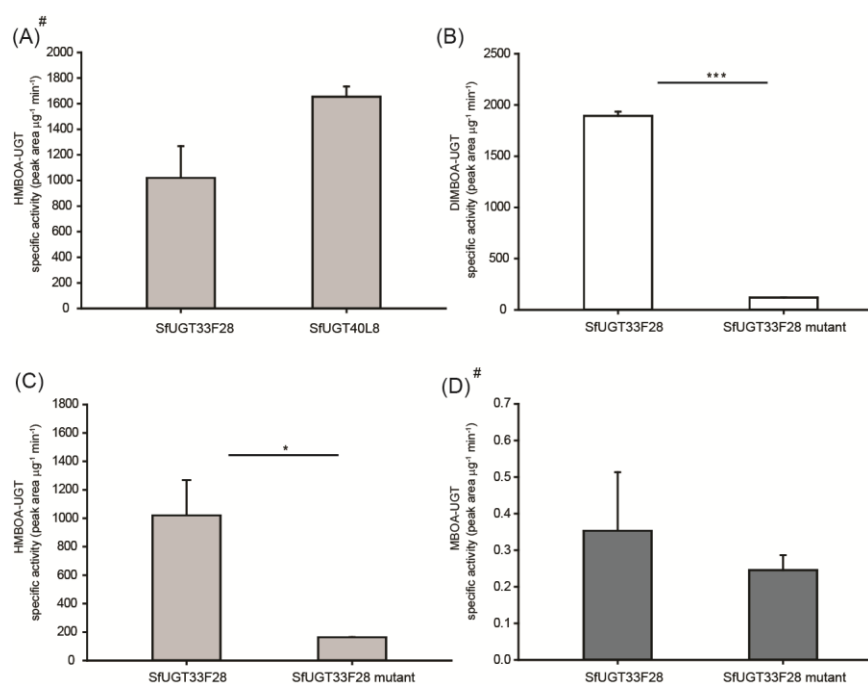 (A)#
HMBOA-UGT
specific activity (peak area μg⁻¹ min⁻¹)
2000
1800
1600
1400
1200
1000
800
600
400
200
0
SfUGT33F28 SfUGT40L8
(B)
DIMBOA-UGT
specific activity (peak area μg⁻¹ min⁻¹)
2500
2000
1500
1000
500
0
***
SfUGT33F28 SfUGT33F28 mutant
(C)
HMBOA-UGT
specific activity (peak area μg⁻¹ min⁻¹)
1800
1600
1400
1200
1000
800
600
400
200
0
*
SfUGT33F28 SfUGT33F28 mutant
(D)#
MBOA-UGT
specific activity (peak area μg⁻¹ min⁻¹)
0.7
0.6
0.5
0.4
0.3
0.2
0.1
0.0
SfUGT33F28 SfUGT33F28 mutant